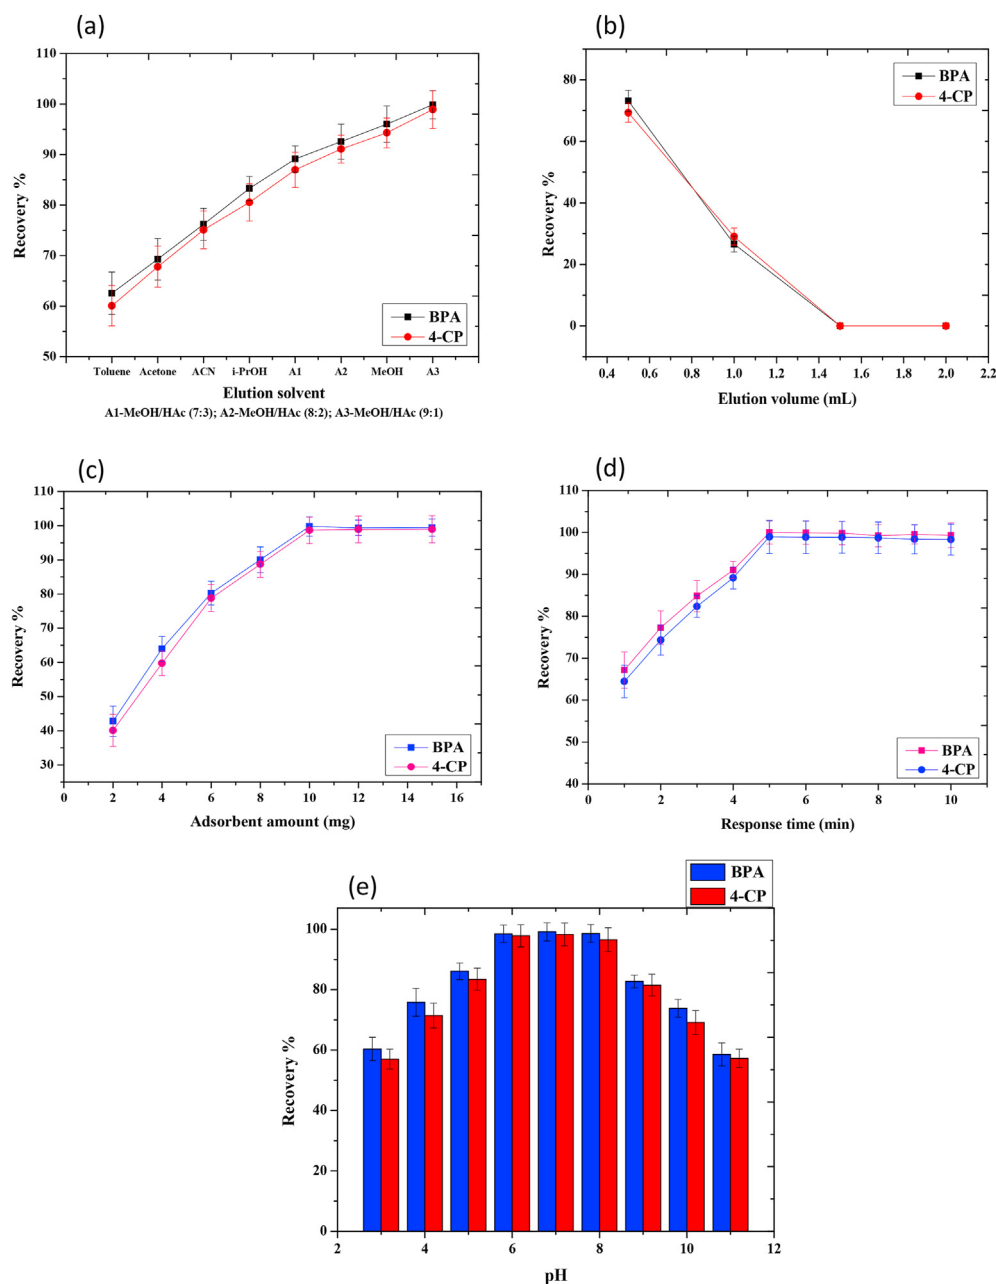 (a)
110
100
90
80
70
60
50
Recovery %
BPA
4-CP
Toluene Acetone ACN i-PrOH A1 A2 MeOH A3
Elution solvent
A1-MeOH/HAc (7:3); A2-MeOH/HAc (8:2); A3-MeOH/HAc (9:1)
(b)
80
60
40
20
0
Recovery %
BPA
4-CP
0.4 0.6 0.8 1.0 1.2 1.4 1.6 1.8 2.0 2.2
Elution volume (mL)
(c)
110
100
90
80
70
60
50
40
30
Recovery %
BPA
4-CP
0 2 4 6 8 10 12 14 16
Adsorbent amount (mg)
(d)
110
100
90
80
70
60
50
40
Recovery %
BPA
4-CP
0 2 4 6 8 10
Response time (min)
(e)
BPA
4-CP
100
80
60
40
20
0
Recovery %
2 4 6 8 10 12
pH